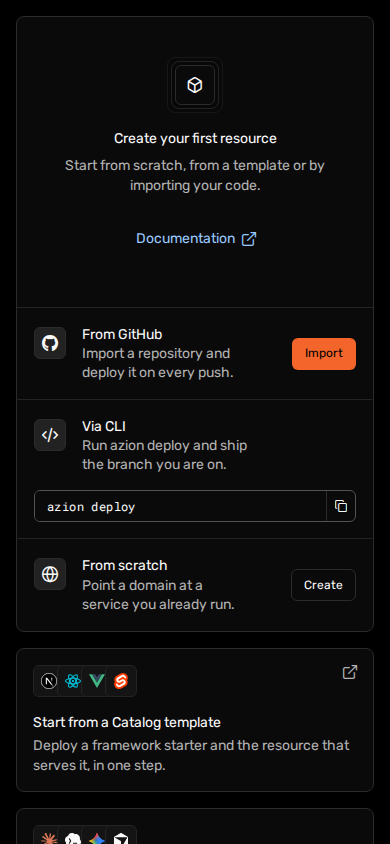 Create your first resource
Start from scratch, from a template or by
importing your code.
Documentation
From GitHub
Import a repository and
deploy it on every push.
Import
Via CLI
Run azion deploy and ship
the branch you are on.
azion deploy
From scratch
Point a domain at a
service you already run.
Create
Start from a Catalog template
Deploy a framework starter and the resource that
serves it, in one step.